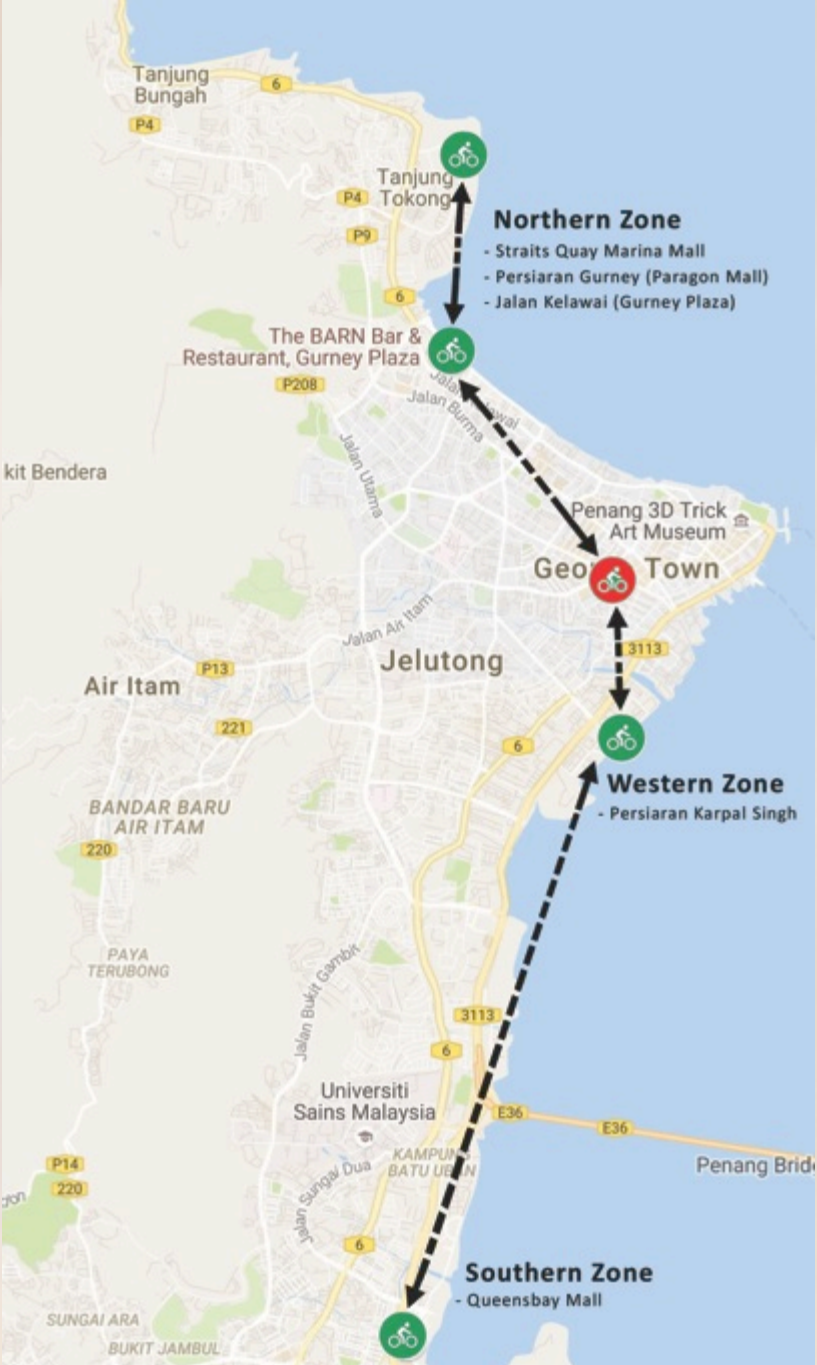 Tanjung
Bungah
6
P4
Tanjung
Tokong
P4
P9
Northern Zone
- Straits Quay Marina Mall
- Persiaran Gurney (Paragon Mall)
- Jalan Kelawai (Gurney Plaza)
6
The BARN Bar &
Restaurant, Gurney Plaza
P208
Jalan Burma
Jalan Utama
kit Bendera
Penang 3D Trick
Art Museum
Geo Town
Jalan Air Itam
3113
Jelutong
P13
Air Itam
221
6
Western Zone
- Persiaran Karpal Singh
BANDAR BARU
AIR ITAM
220
PAYA
TERUBONG
Jalan Bukit Gambir
3113
6
Universiti
Sains Malaysia
E36
E36
KAMPUNG
BATU UBAN
Penang Brid
P14
220
Jalan Sungai Dua
6
Southern Zone
- Queensbay Mall
SUNGAI ARA
BUKIT JAMBUL